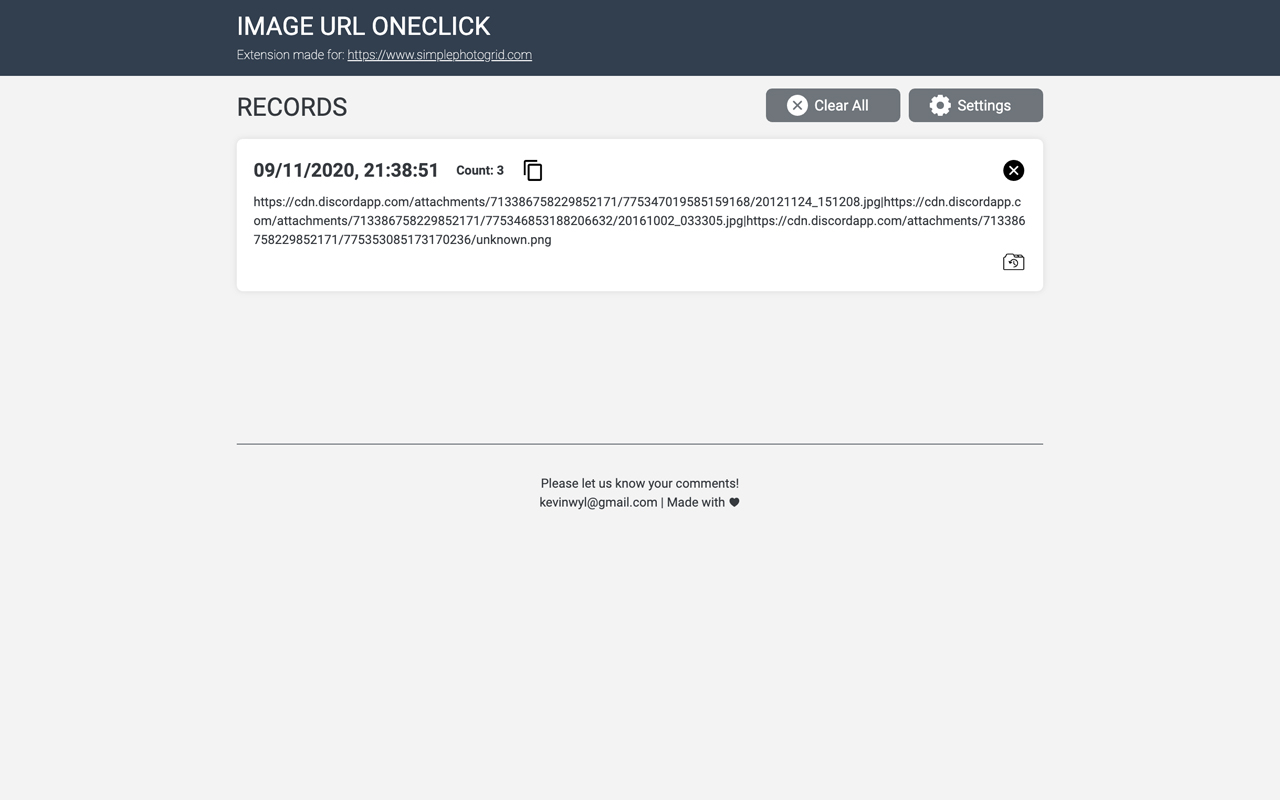 IMAGE URL ONECLICK
Extension made for: https://www.simplephotogrid.com
RECORDS
Clear All
Settings
09/11/2020, 21:38:51 Count: 3
https://cdn.discordapp.com/attachments/713386758229852171/775347019585159168/20121124_151208.jpg|https://cdn.discordapp.c
om/attachments/713386758229852171/775346853188206632/20161002_033305.jpg|https://cdn.discordapp.com/attachments/713386
758229852171/775353085173170236/unknown.png
Please let us know your comments!
kevinwyl@gmail.com | Made with ♥